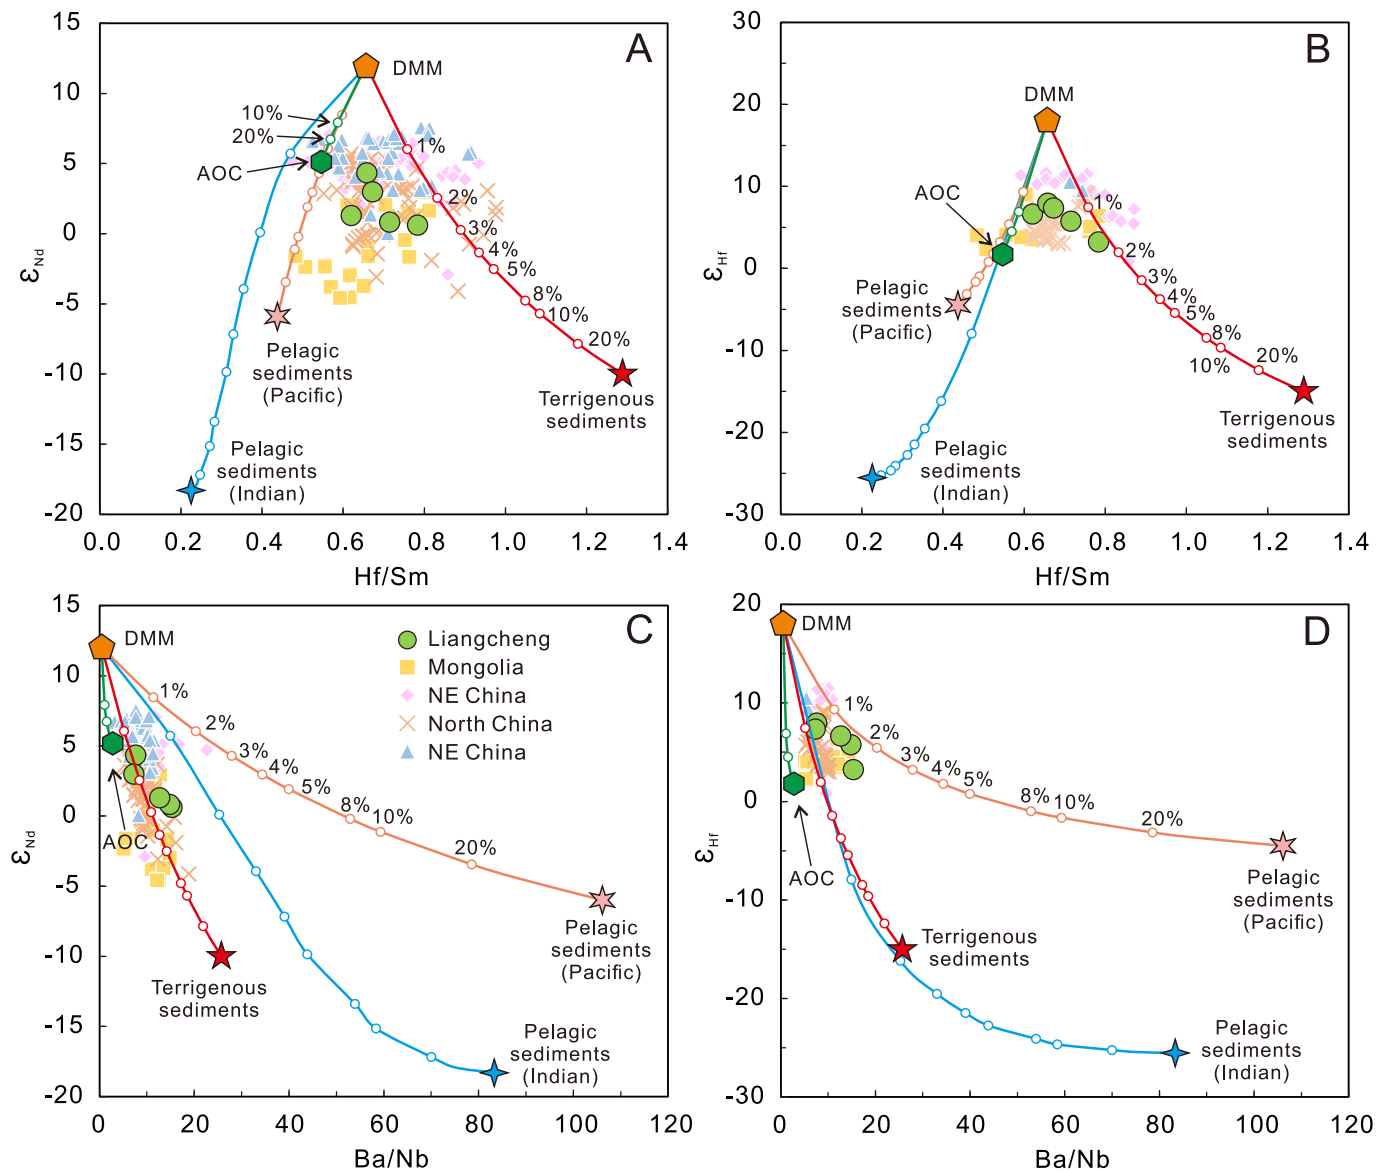 A
15
10
5
0
-5
-10
-15
-20
εNd
DMM
10%
20%
AOC
1%
2%
3%
4%
5%
8%
10%
20%
Pelagic
sediments
(Pacific)
Terrigenous
sediments
Pelagic
sediments
(Indian)
0.0
0.2
0.4
0.6
0.8
1.0
1.2
1.4
Hf/Sm
B
30
20
10
0
-10
-20
-30
εHf
DMM
AOC
1%
2%
3%
4%
5%
8%
10%
20%
Pelagic
sediments
(Pacific)
Terrigenous
sediments
Pelagic
sediments
(Indian)
0.0
0.2
0.4
0.6
0.8
1.0
1.2
1.4
Hf/Sm
C
15
10
5
0
-5
-10
-15
-20
εNd
DMM
Liangcheng
Mongolia
NE China
North China
NE China
1%
2%
3%
4%
5%
8%
10%
20%
AOC
Pelagic
sediments
(Pacific)
Terrigenous
sediments
Pelagic
sediments
(Indian)
0
20
40
60
80
100
120
Ba/Nb
D
20
10
0
-10
-20
-30
εHf
DMM
1%
2%
3%
4%
5%
8%
10%
20%
AOC
Pelagic
sediments
(Pacific)
Terrigenous
sediments
Pelagic
sediments
(Indian)
0
20
40
60
80
100
120
Ba/Nb